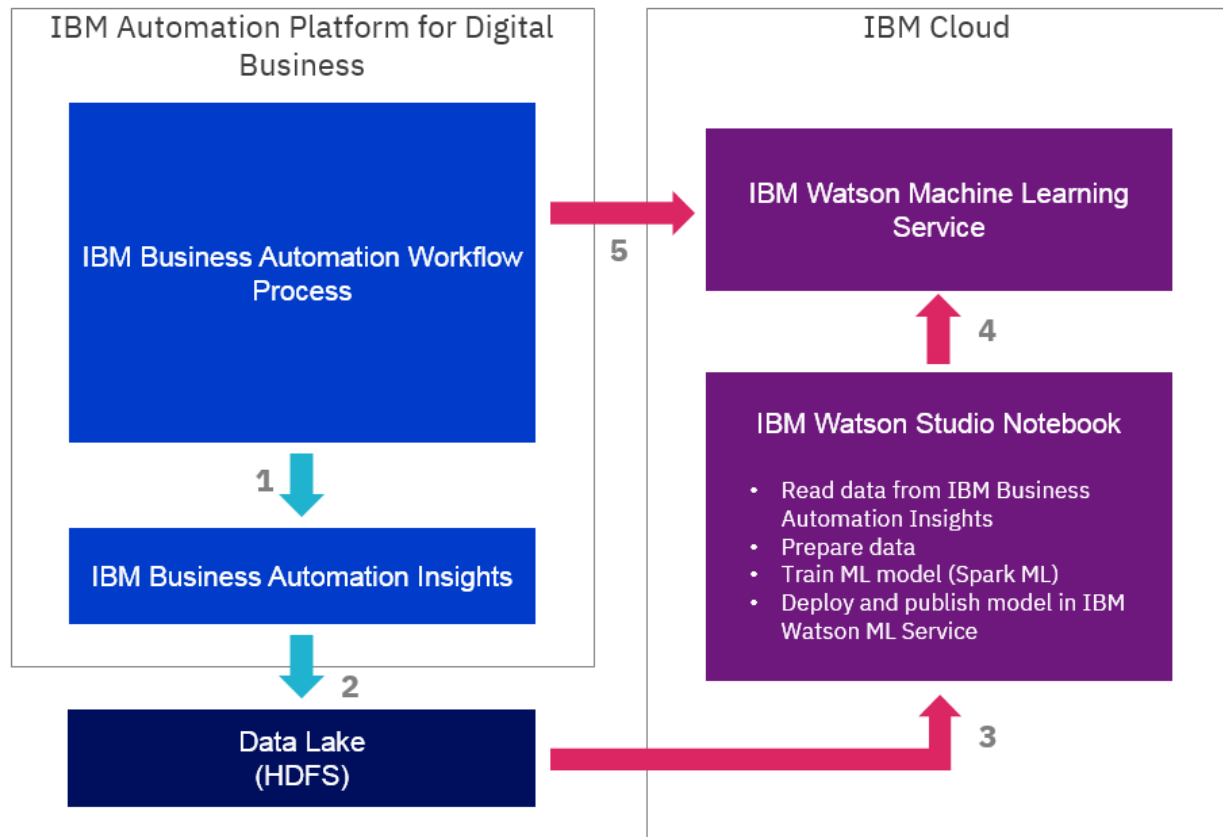 IBM Automation Platform for Digital
Business
IBM Business Automation Workflow
Process
1
IBM Business Automation Insights
2
Data Lake
(HDFS)
IBM Cloud
IBM Watson Machine Learning
Service
5
4
IBM Watson Studio Notebook
• Read data from IBM Business
Automation Insights
• Prepare data
• Train ML model (Spark ML)
• Deploy and publish model in IBM
Watson ML Service
3